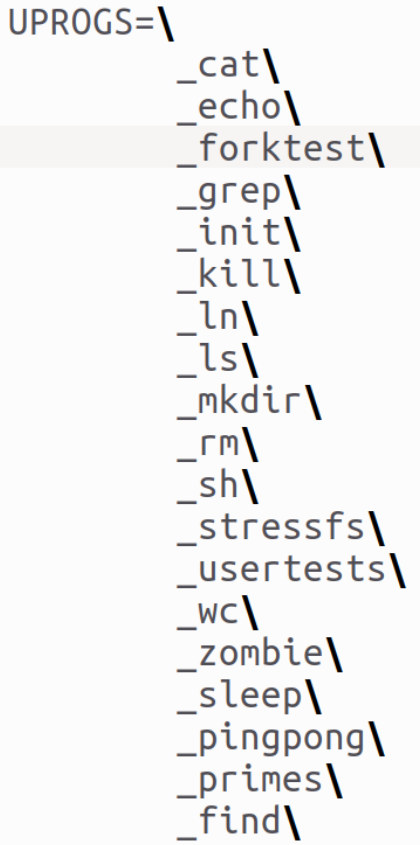 UPROGS=\
_cat\
_echo\
_forktest\
_grep\
_init\
_kill\
_ln\
_ls\
_mkdir\
_rm\
_sh\
_stressfs\
_usertests\
_wc\
_zombie\
_sleep\
_pingpong\
_primes\
_find\